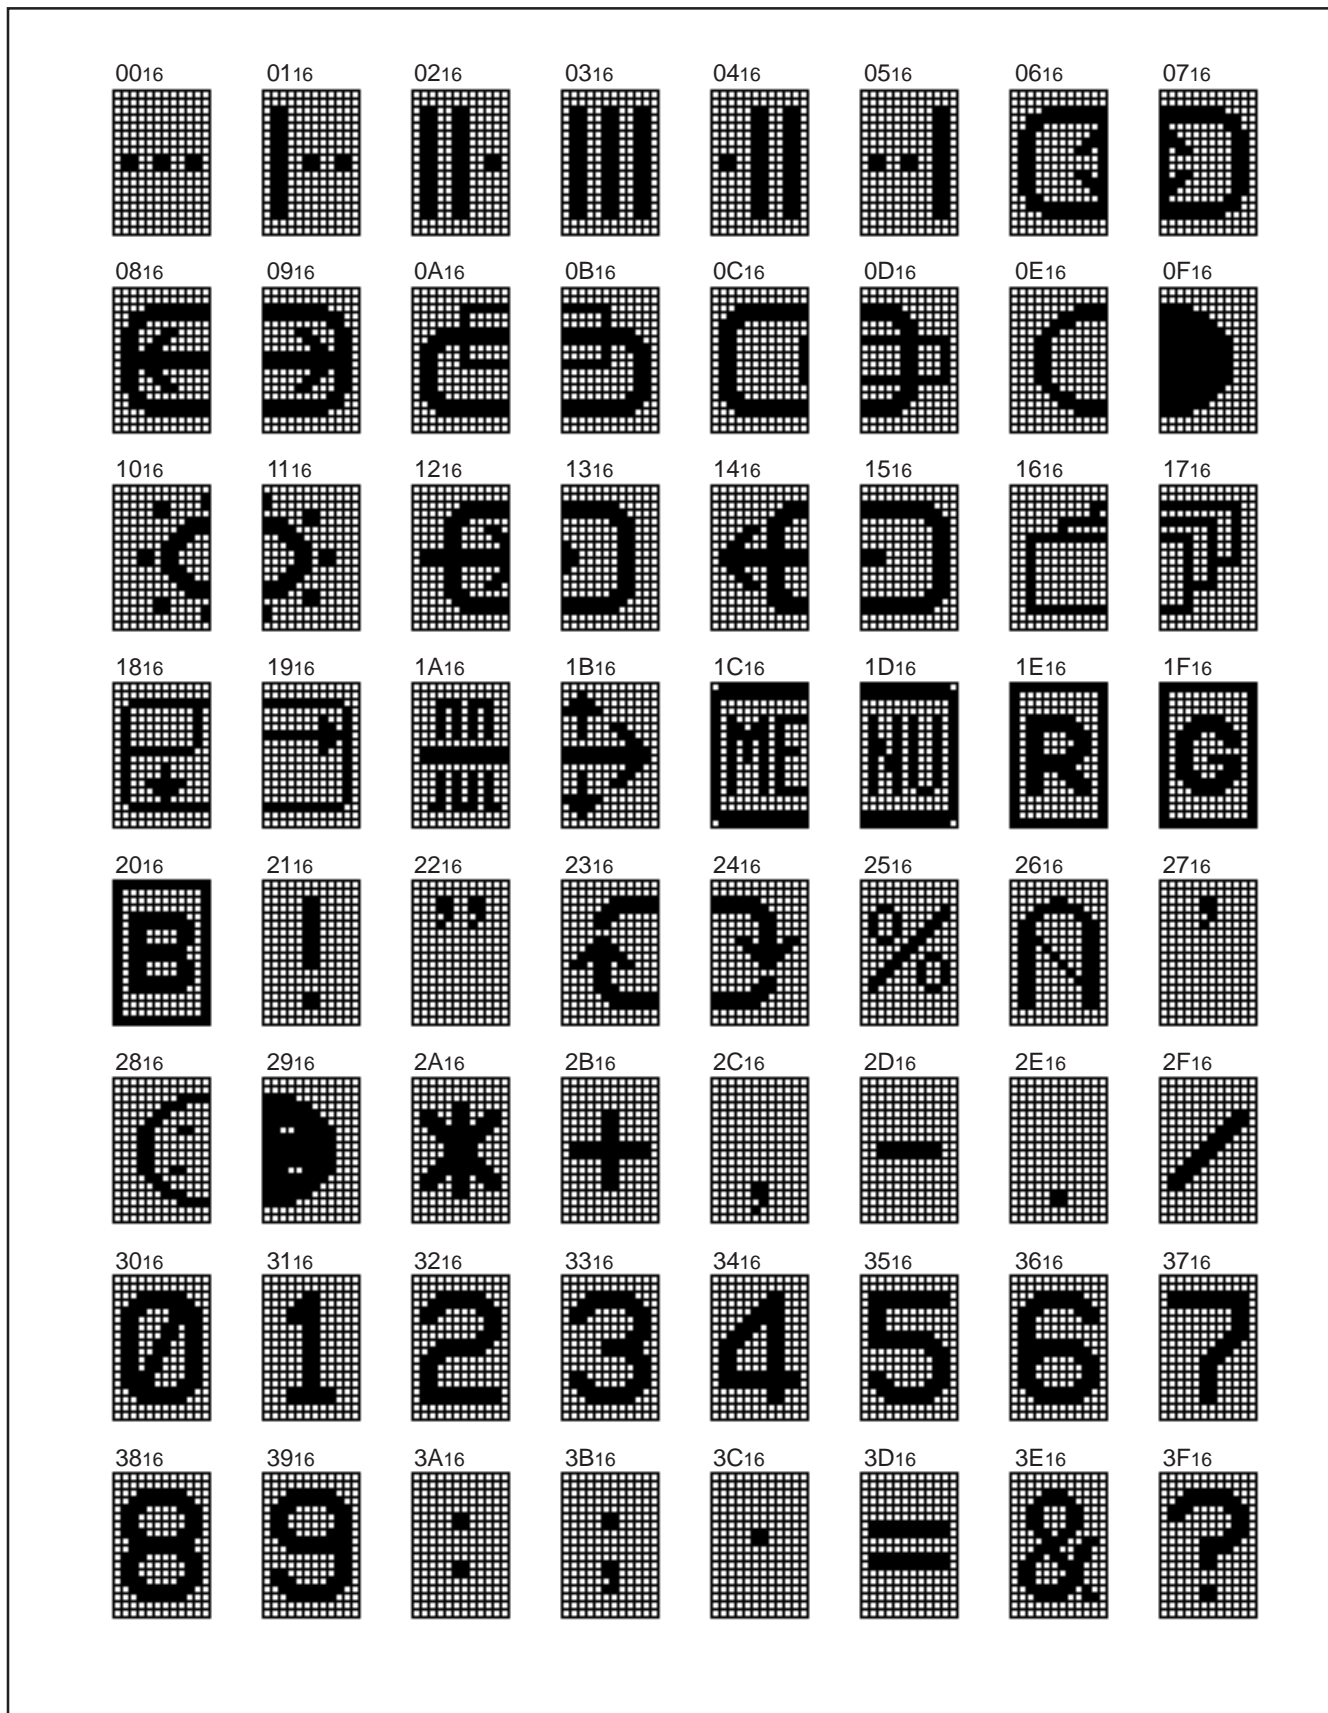 00₁₆ 01₁₆ 02₁₆ 03₁₆ 04₁₆ 05₁₆ 06₁₆ 07₁₆
08₁₆ 09₁₆ 0A₁₆ 0B₁₆ 0C₁₆ 0D₁₆ 0E₁₆ 0F₁₆
10₁₆ 11₁₆ 12₁₆ 13₁₆ 14₁₆ 15₁₆ 16₁₆ 17₁₆
18₁₆ 19₁₆ 1A₁₆ 1B₁₆ 1C₁₆ 1D₁₆ 1E₁₆ 1F₁₆
ME NU R G
20₁₆ 21₁₆ 22₁₆ 23₁₆ 24₁₆ 25₁₆ 26₁₆ 27₁₆
B ! ” % ’
28₁₆ 29₁₆ 2A₁₆ 2B₁₆ 2C₁₆ 2D₁₆ 2E₁₆ 2F₁₆
* + , - . /
30₁₆ 31₁₆ 32₁₆ 33₁₆ 34₁₆ 35₁₆ 36₁₆ 37₁₆
0 1 2 3 4 5 6 7
38₁₆ 39₁₆ 3A₁₆ 3B₁₆ 3C₁₆ 3D₁₆ 3E₁₆ 3F₁₆
8 9 : ; · = & ?